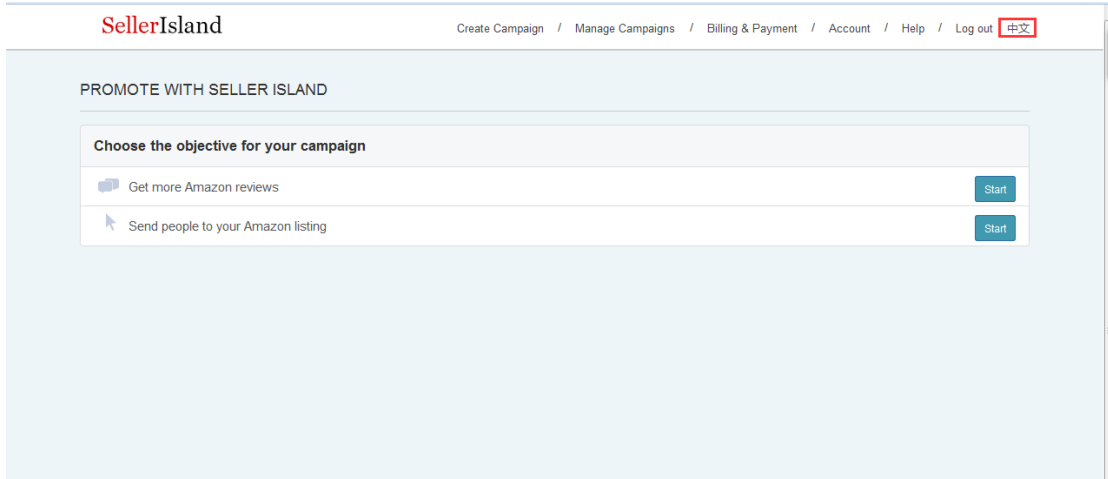 SellerIsland
Create Campaign / Manage Campaigns / Billing & Payment / Account / Help / Log out 中文
PROMOTE WITH SELLER ISLAND
Choose the objective for your campaign
Get more Amazon reviews Start
Send people to your Amazon listing Start